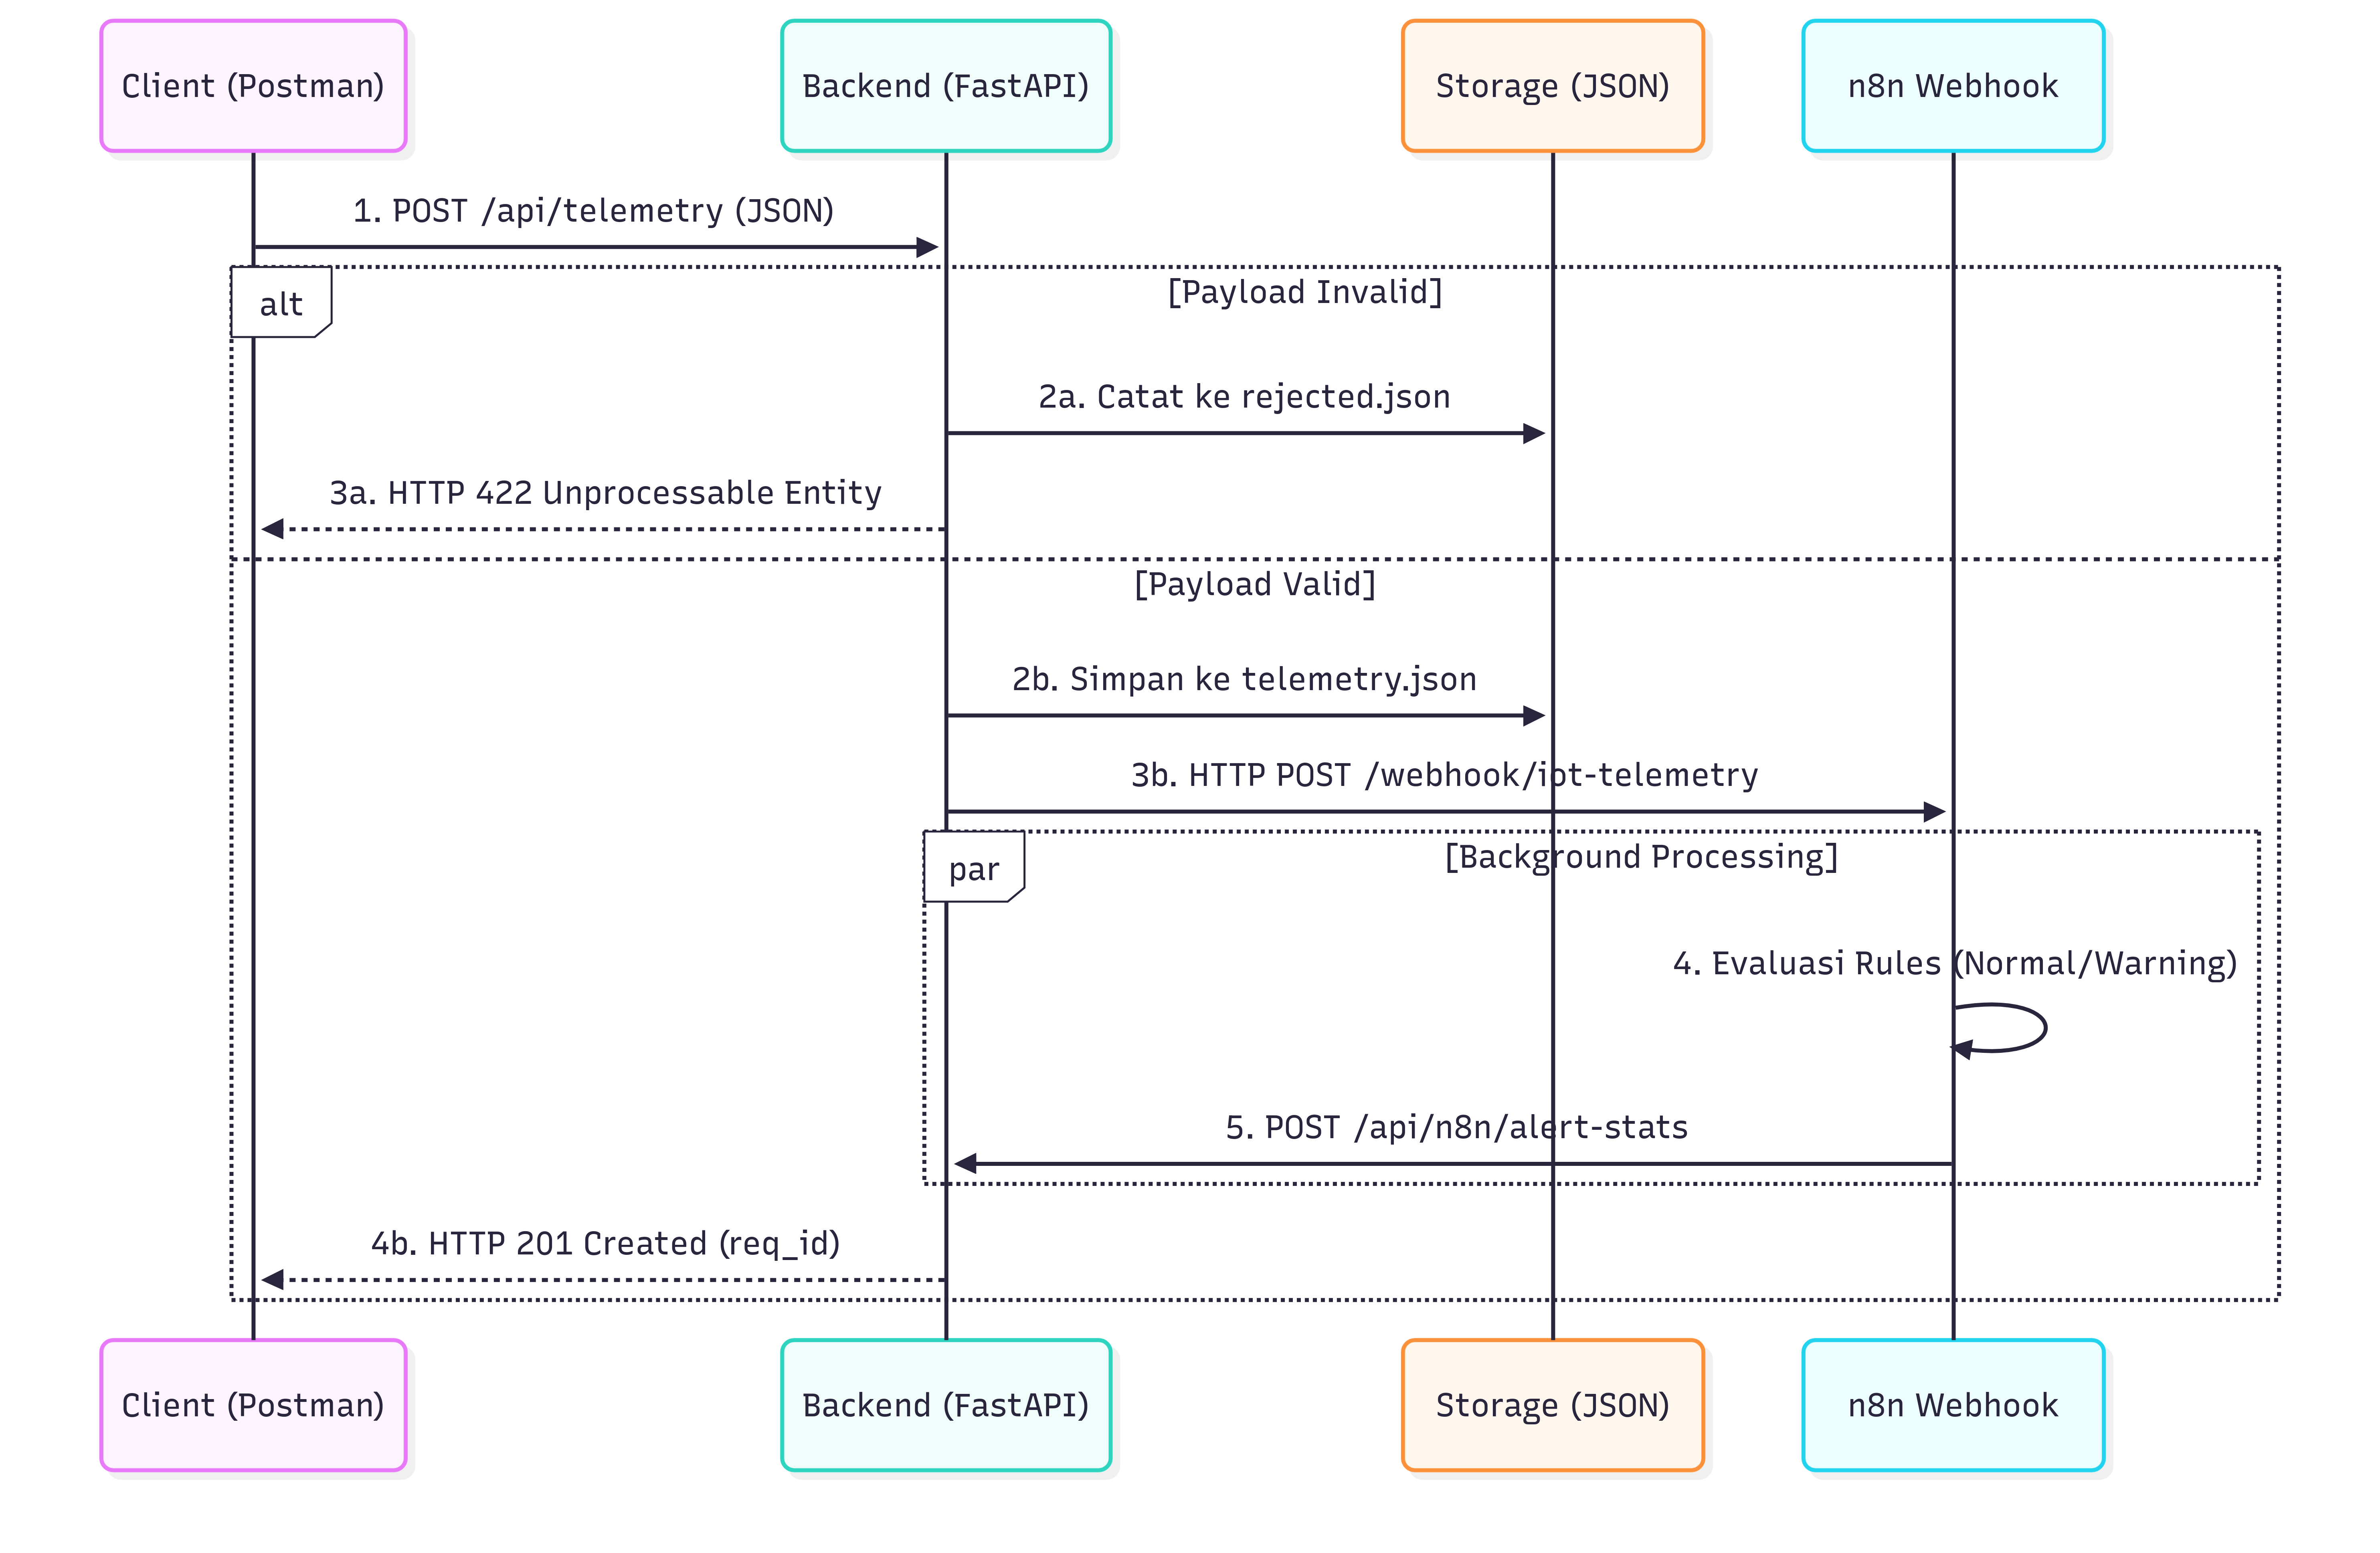 Client (Postman)
Backend (FastAPI)
Storage (JSON)
n8n Webhook
1. POST /api/telemetry (JSON)
alt
[Payload Invalid]
2a. Catat ke rejected.json
3a. HTTP 422 Unprocessable Entity
[Payload Valid]
2b. Simpan ke telemetry.json
3b. HTTP POST /webhook/iot-telemetry
par
[Background Processing]
4. Evaluasi Rules (Normal/Warning)
5. POST /api/n8n/alert-stats
4b. HTTP 201 Created (req_id)
Client (Postman)
Backend (FastAPI)
Storage (JSON)
n8n Webhook